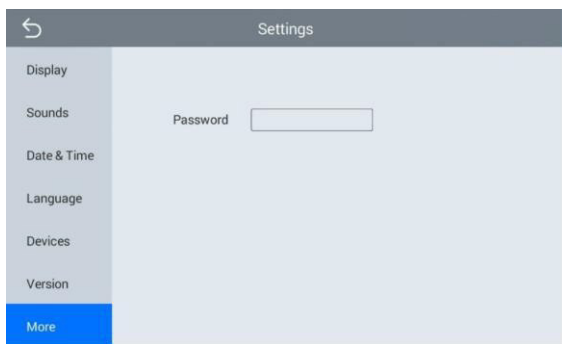 Settings
Display
Sounds
Password
Date & Time
Language
Devices
Version
More